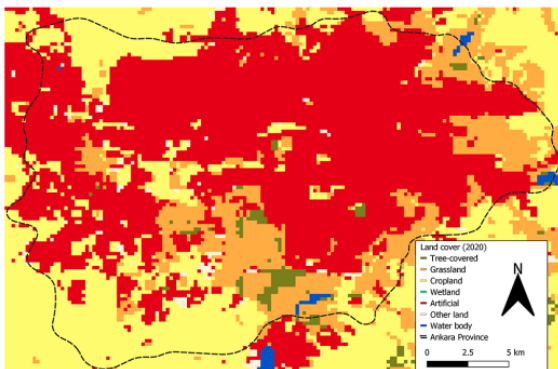 Land cover (2020)
Tree-covered
Grassland
Cropland
Wetland
Artificial
Other land
Water body
Ankara Province
N
0 2.5 5 km